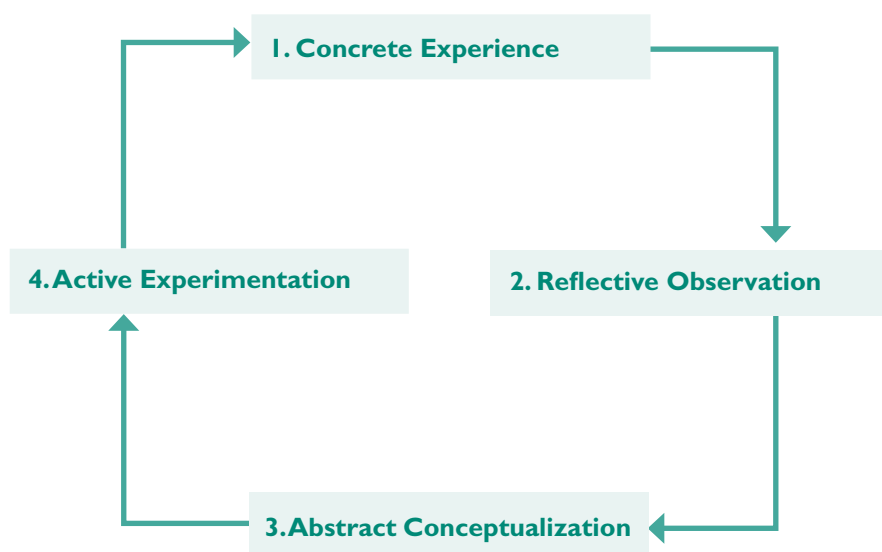 1. Concrete Experience
2. Reflective Observation
3. Abstract Conceptualization
4. Active Experimentation